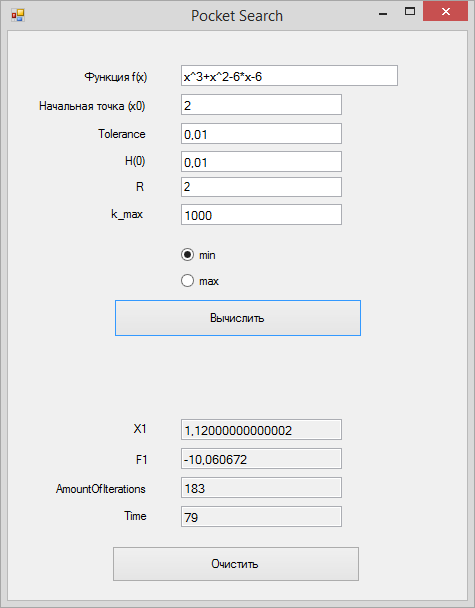 Pocket Search
Функция f(x) x^3+x^2-6*x-6
Начальная точка (x0) 2
Tolerance 0,01
H(0) 0,01
R 2
k_max 1000
min
max
Вычислить
X1 1,12000000000002
F1 -10,060672
AmountOfIterations 183
Time 79
Очистить